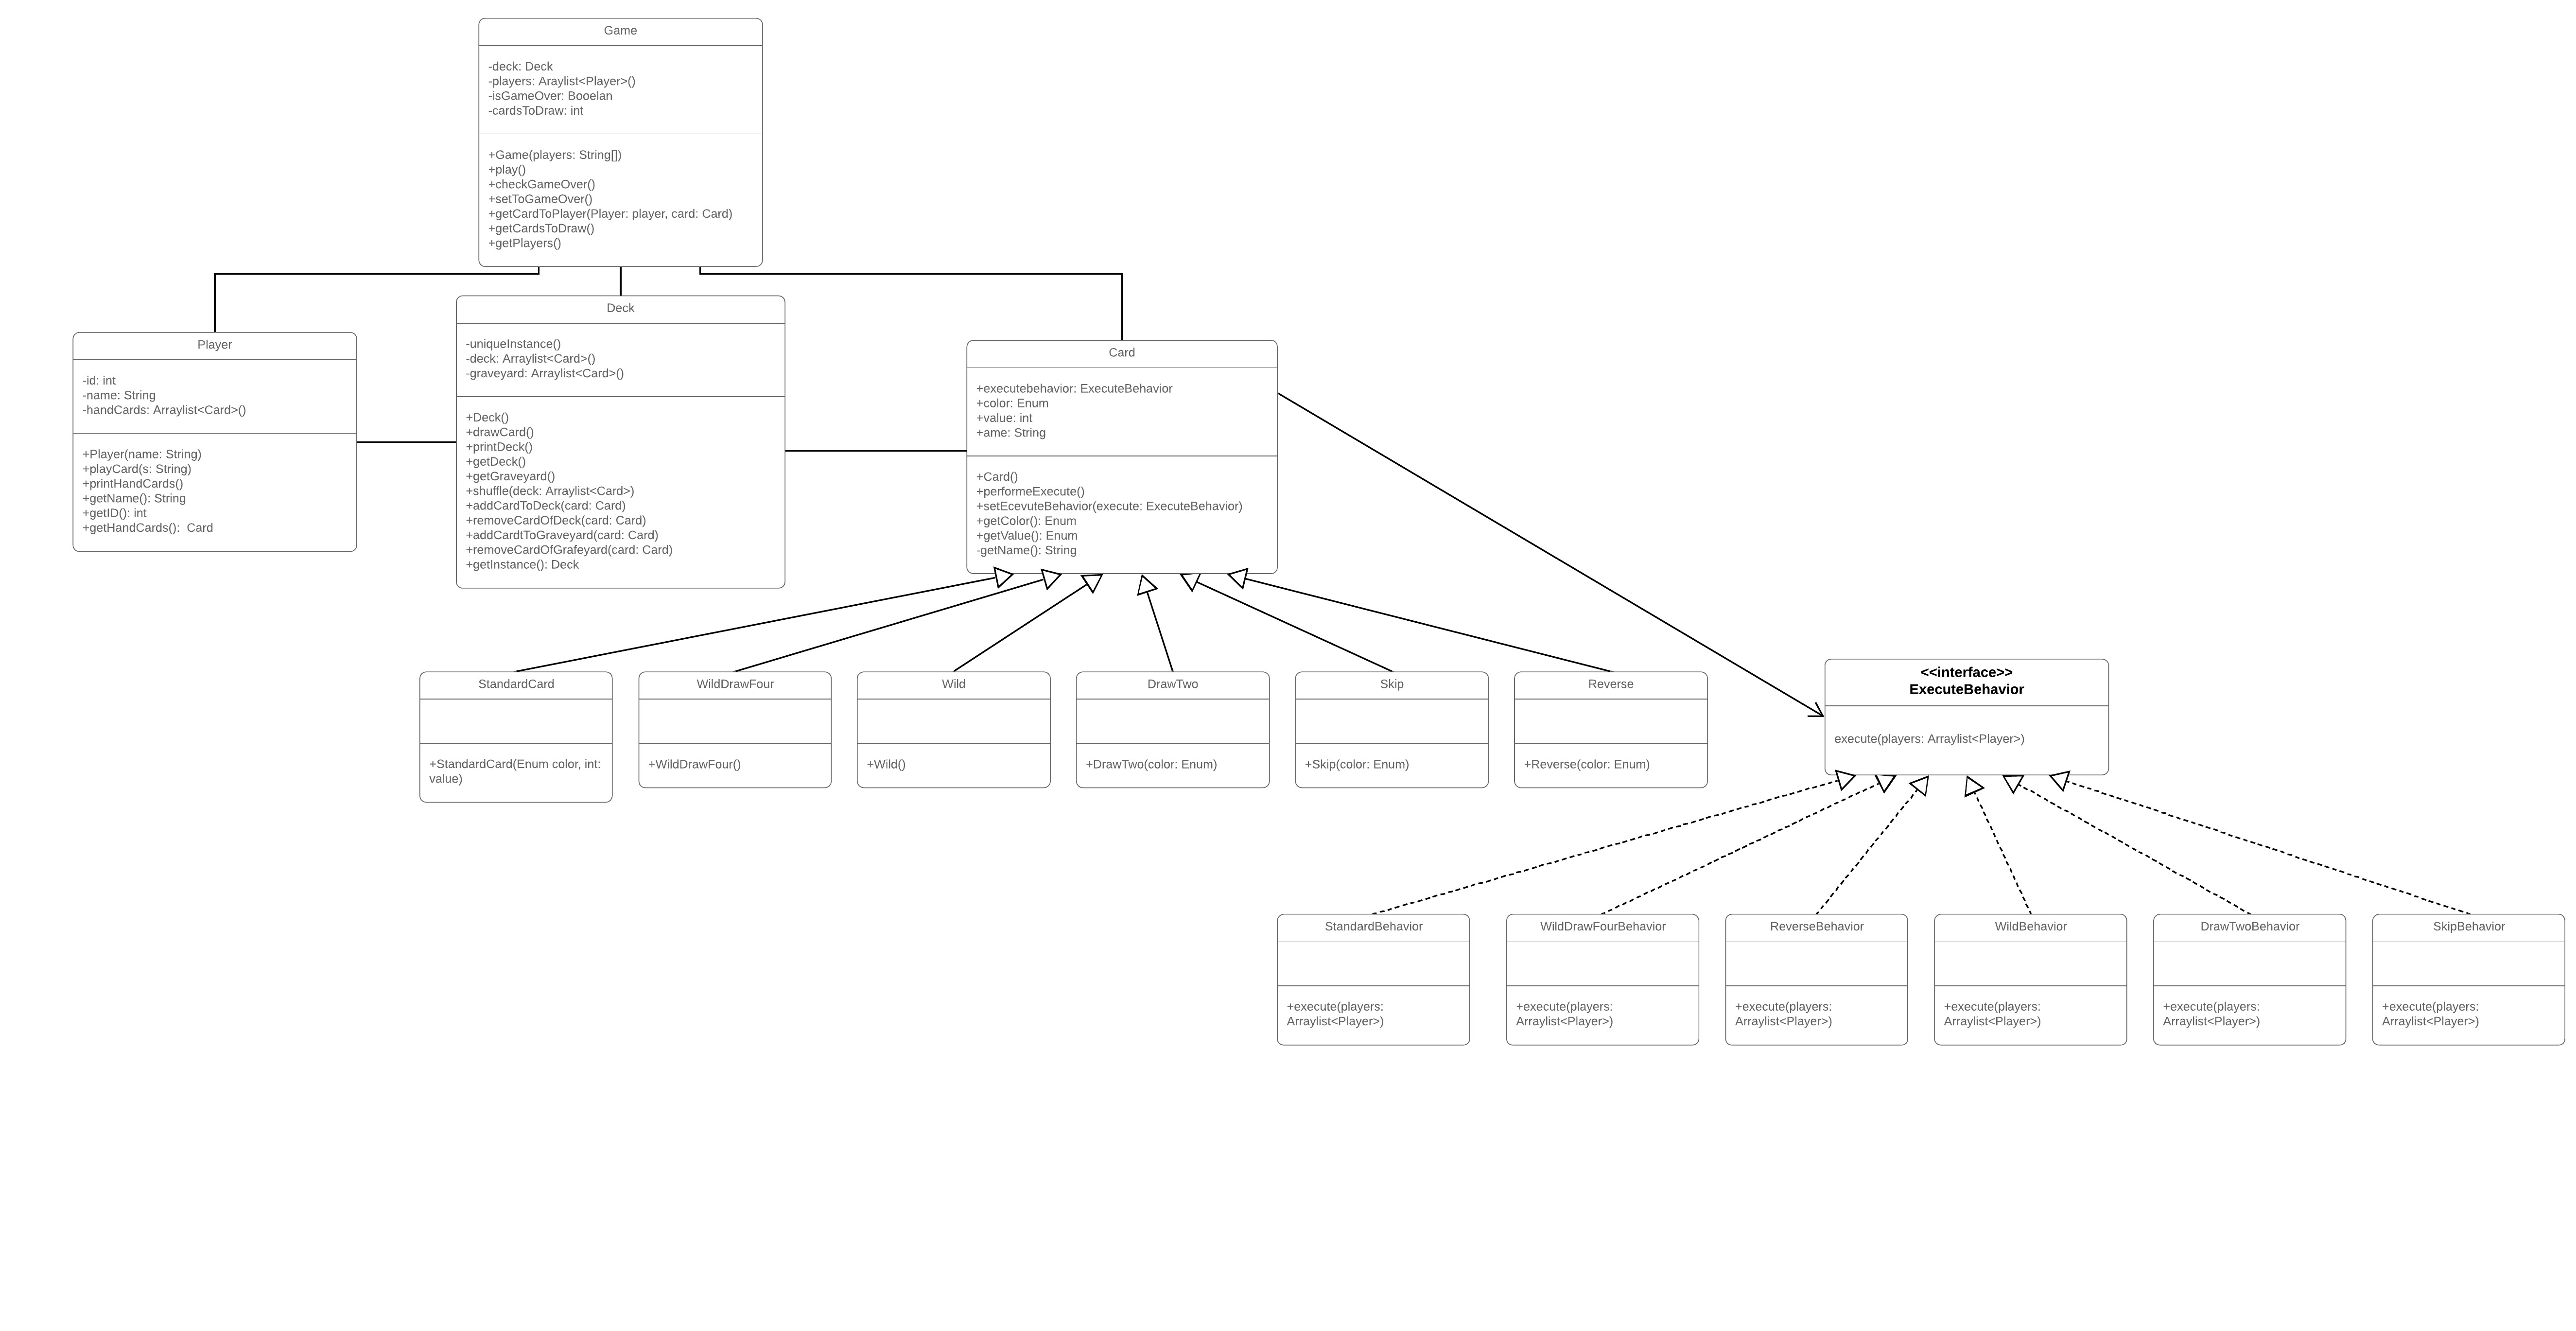 Game
-deck: Deck
-players: Araylist<Player>()
-isGameOver: Booelan
-cardsToDraw: int
+Game(players: String[])
+play()
+checkGameOver()
+setToGameOver()
+getCardToPlayer(Player: player, card: Card)
+getCardsToDraw()
+getPlayers()
Player
-id: int
-name: String
-handCards: Arraylist<Card>()
+Player(name: String)
+playCard(s: String)
+printHandCards()
+getName(): String
+getID(): int
+getHandCards():  Card
Deck
-uniqueInstance()
-deck: Arraylist<Card>()
-graveyard: Arraylist<Card>()
+Deck()
+drawCard()
+printDeck()
+getDeck()
+getGraveyard()
+shuffle(deck: Arraylist<Card>)
+addCardToDeck(card: Card)
+removeCardOfDeck(card: Card)
+addCardtToGraveyard(card: Card)
+removeCardOfGrafeyard(card: Card)
+getInstance(): Deck
Card
+executebehavior: ExecuteBehavior
+color: Enum
+value: int
+ame: String
+Card()
+performeExecute()
+setEcevuteBehavior(execute: ExecuteBehavior)
+getColor(): Enum
+getValue(): Enum
-getName(): String
StandardCard
+StandardCard(Enum color, int:
value)
WildDrawFour
+WildDrawFour()
Wild
+Wild()
DrawTwo
+DrawTwo(color: Enum)
Skip
+Skip(color: Enum)
Reverse
+Reverse(color: Enum)
<<interface>>
ExecuteBehavior
execute(players: Arraylist<Player>)
StandardBehavior
+execute(players:
Arraylist<Player>)
WildDrawFourBehavior
+execute(players:
Arraylist<Player>)
ReverseBehavior
+execute(players:
Arraylist<Player>)
WildBehavior
+execute(players:
Arraylist<Player>)
DrawTwoBehavior
+execute(players:
Arraylist<Player>)
SkipBehavior
+execute(players:
Arraylist<Player>)